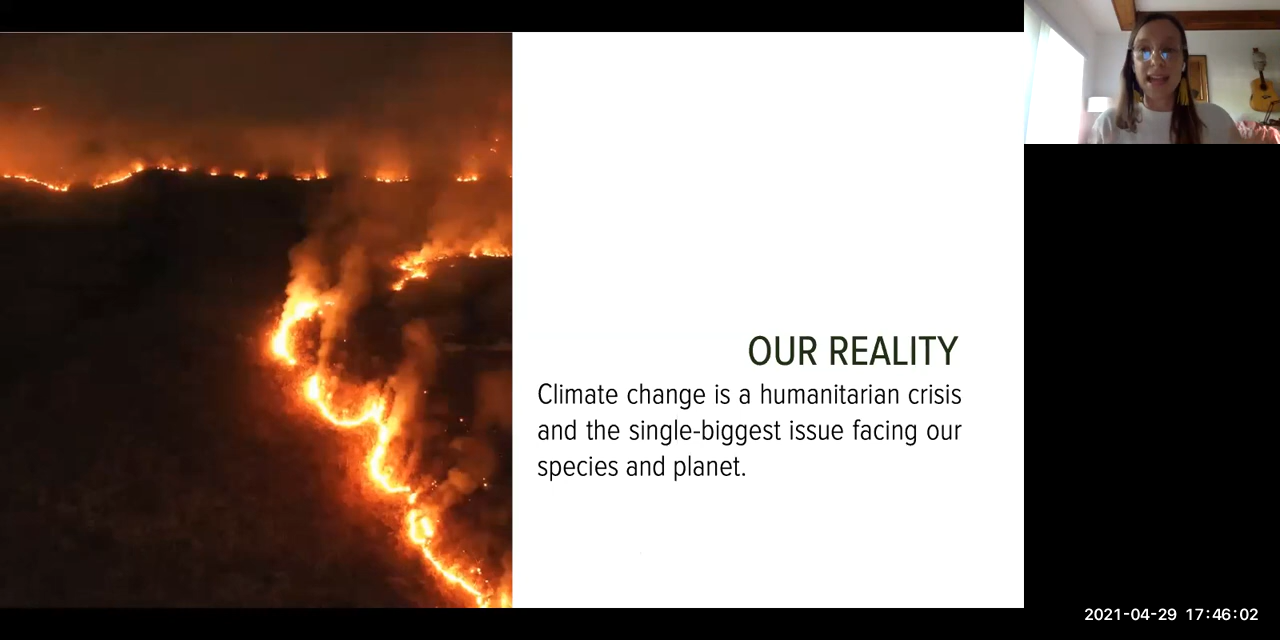 OUR REALITY
Climate change is a humanitarian crisis
and the single-biggest issue facing our
species and planet.
2021-04-29 17:46:02